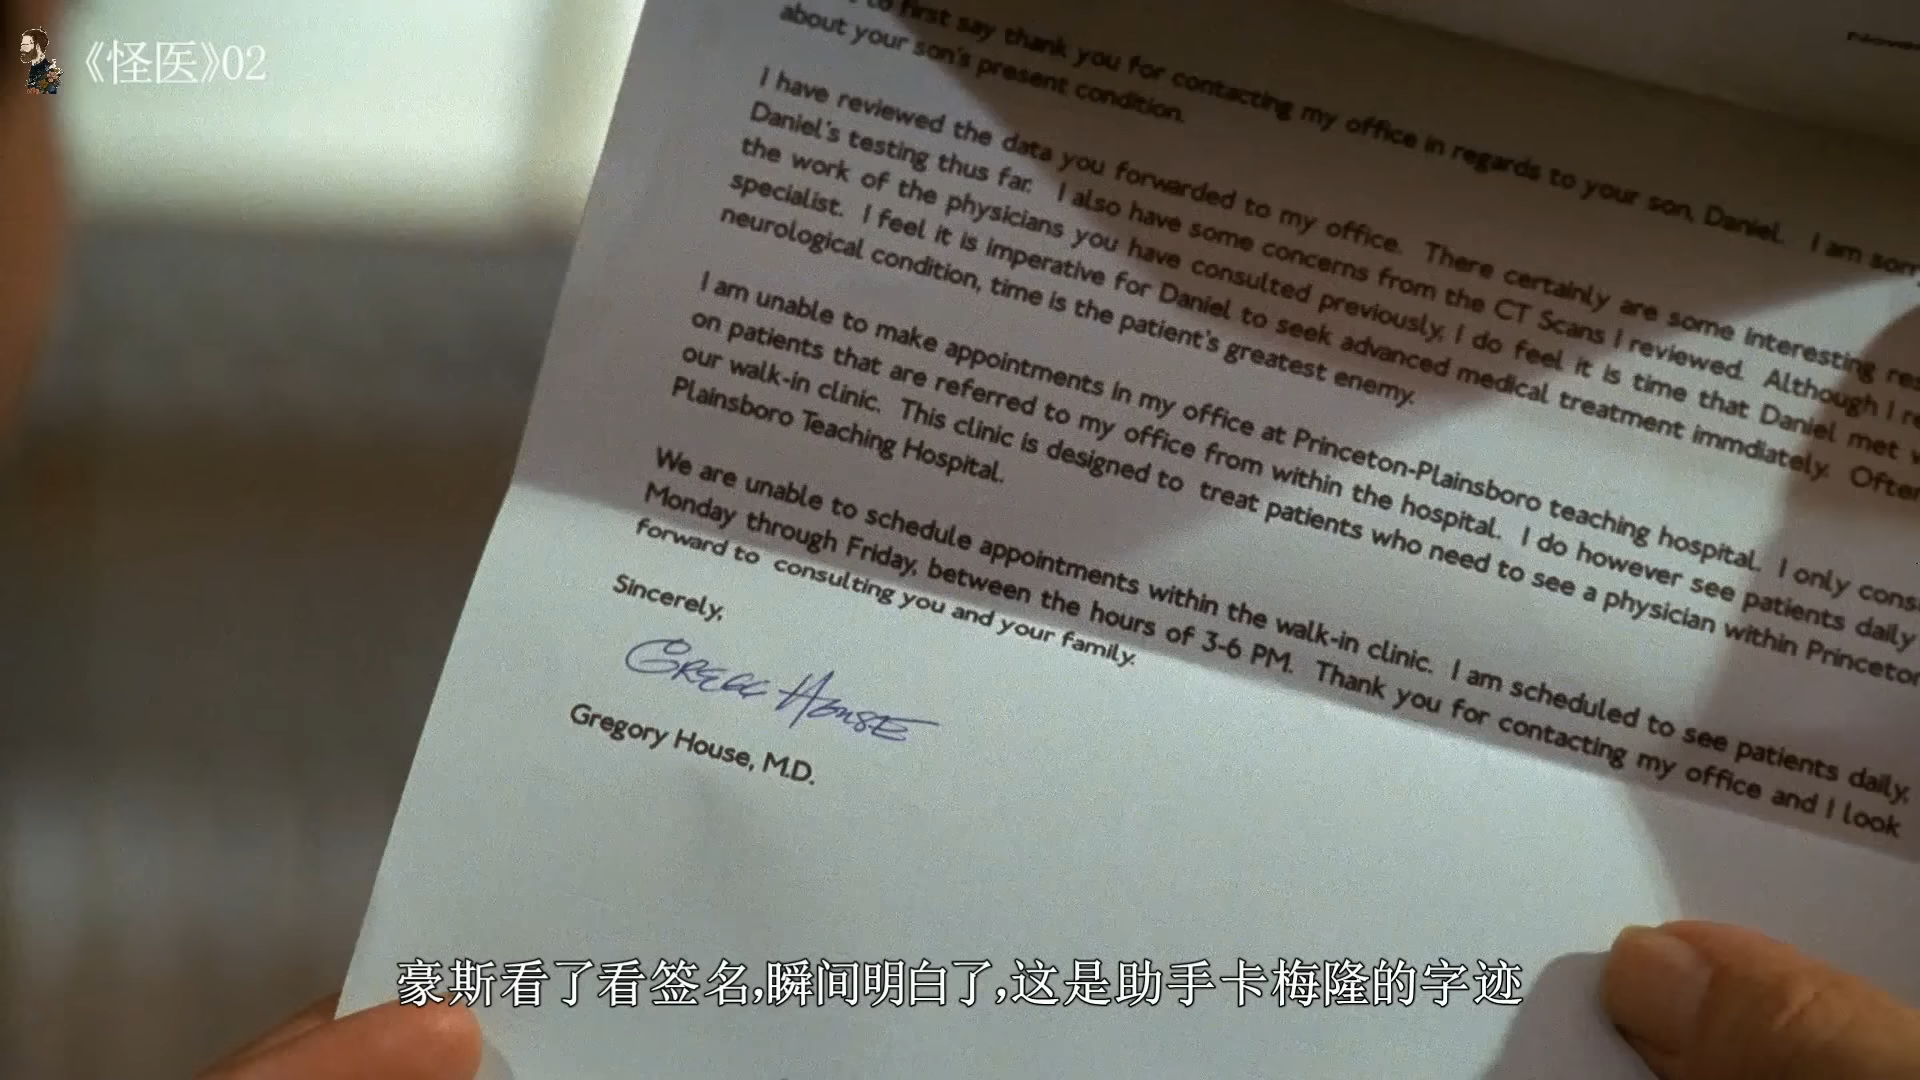 《怪医》02
to first say thank you for contacting my office in regards to your son, Daniel. I am sorry
about your son's present condition.
I have reviewed the data you forwarded to my office. There certainly are some interesting
Daniel's testing thus far. I also have some concerns from the CT Scans I reviewed. Although I
the work of the physicians you have consulted previously, I do feel it is time that Daniel met
specialist. I feel it is imperative for Daniel to seek advanced medical treatment immdiately. Often
neurological condition, time is the patient's greatest enemy.
I am unable to make appointments in my office at Princeton-Plainsboro teaching hospital. I only
on patients that are referred to my office from within the hospital. I do however see patients daily
our walk-in clinic. This clinic is designed to treat patients who need to see a physician within Princeton
Plainsboro Teaching Hospital.
We are unable to schedule appointments within the walk-in clinic. I am scheduled to see patients daily,
Monday through Friday, between the hours of 3-6 PM. Thank you for contacting my office and I look
forward to consulting you and your family.
Sincerely,
Gregg House
Gregory House, M.D.
豪斯看了看签名,瞬间明白了,这是助手卡梅隆的字迹